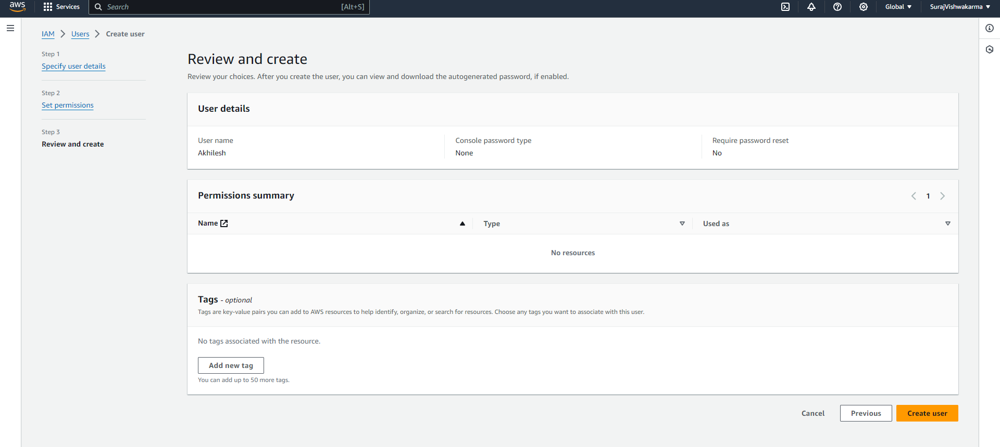 aws Services Search [Alt+S] Global SurajVishwakarma
IAM Users Create user
Step 1
Specify user details
Step 2
Set permissions
Step 3
Review and create
Review and create
Review your choices. After you create the user, you can view and download the autogenerated password, if enabled.
User details
User name Console password type Require password reset
Akhilesh None No
Permissions summary 1
Name Type Used as
No resources
Tags - optional
Tags are key-value pairs you can add to AWS resources to help identify, organize, or search for resources. Choose any tags you want to associate with this user.
No tags associated with the resource.
Add new tag
You can add up to 50 more tags.
Cancel Previous Create user